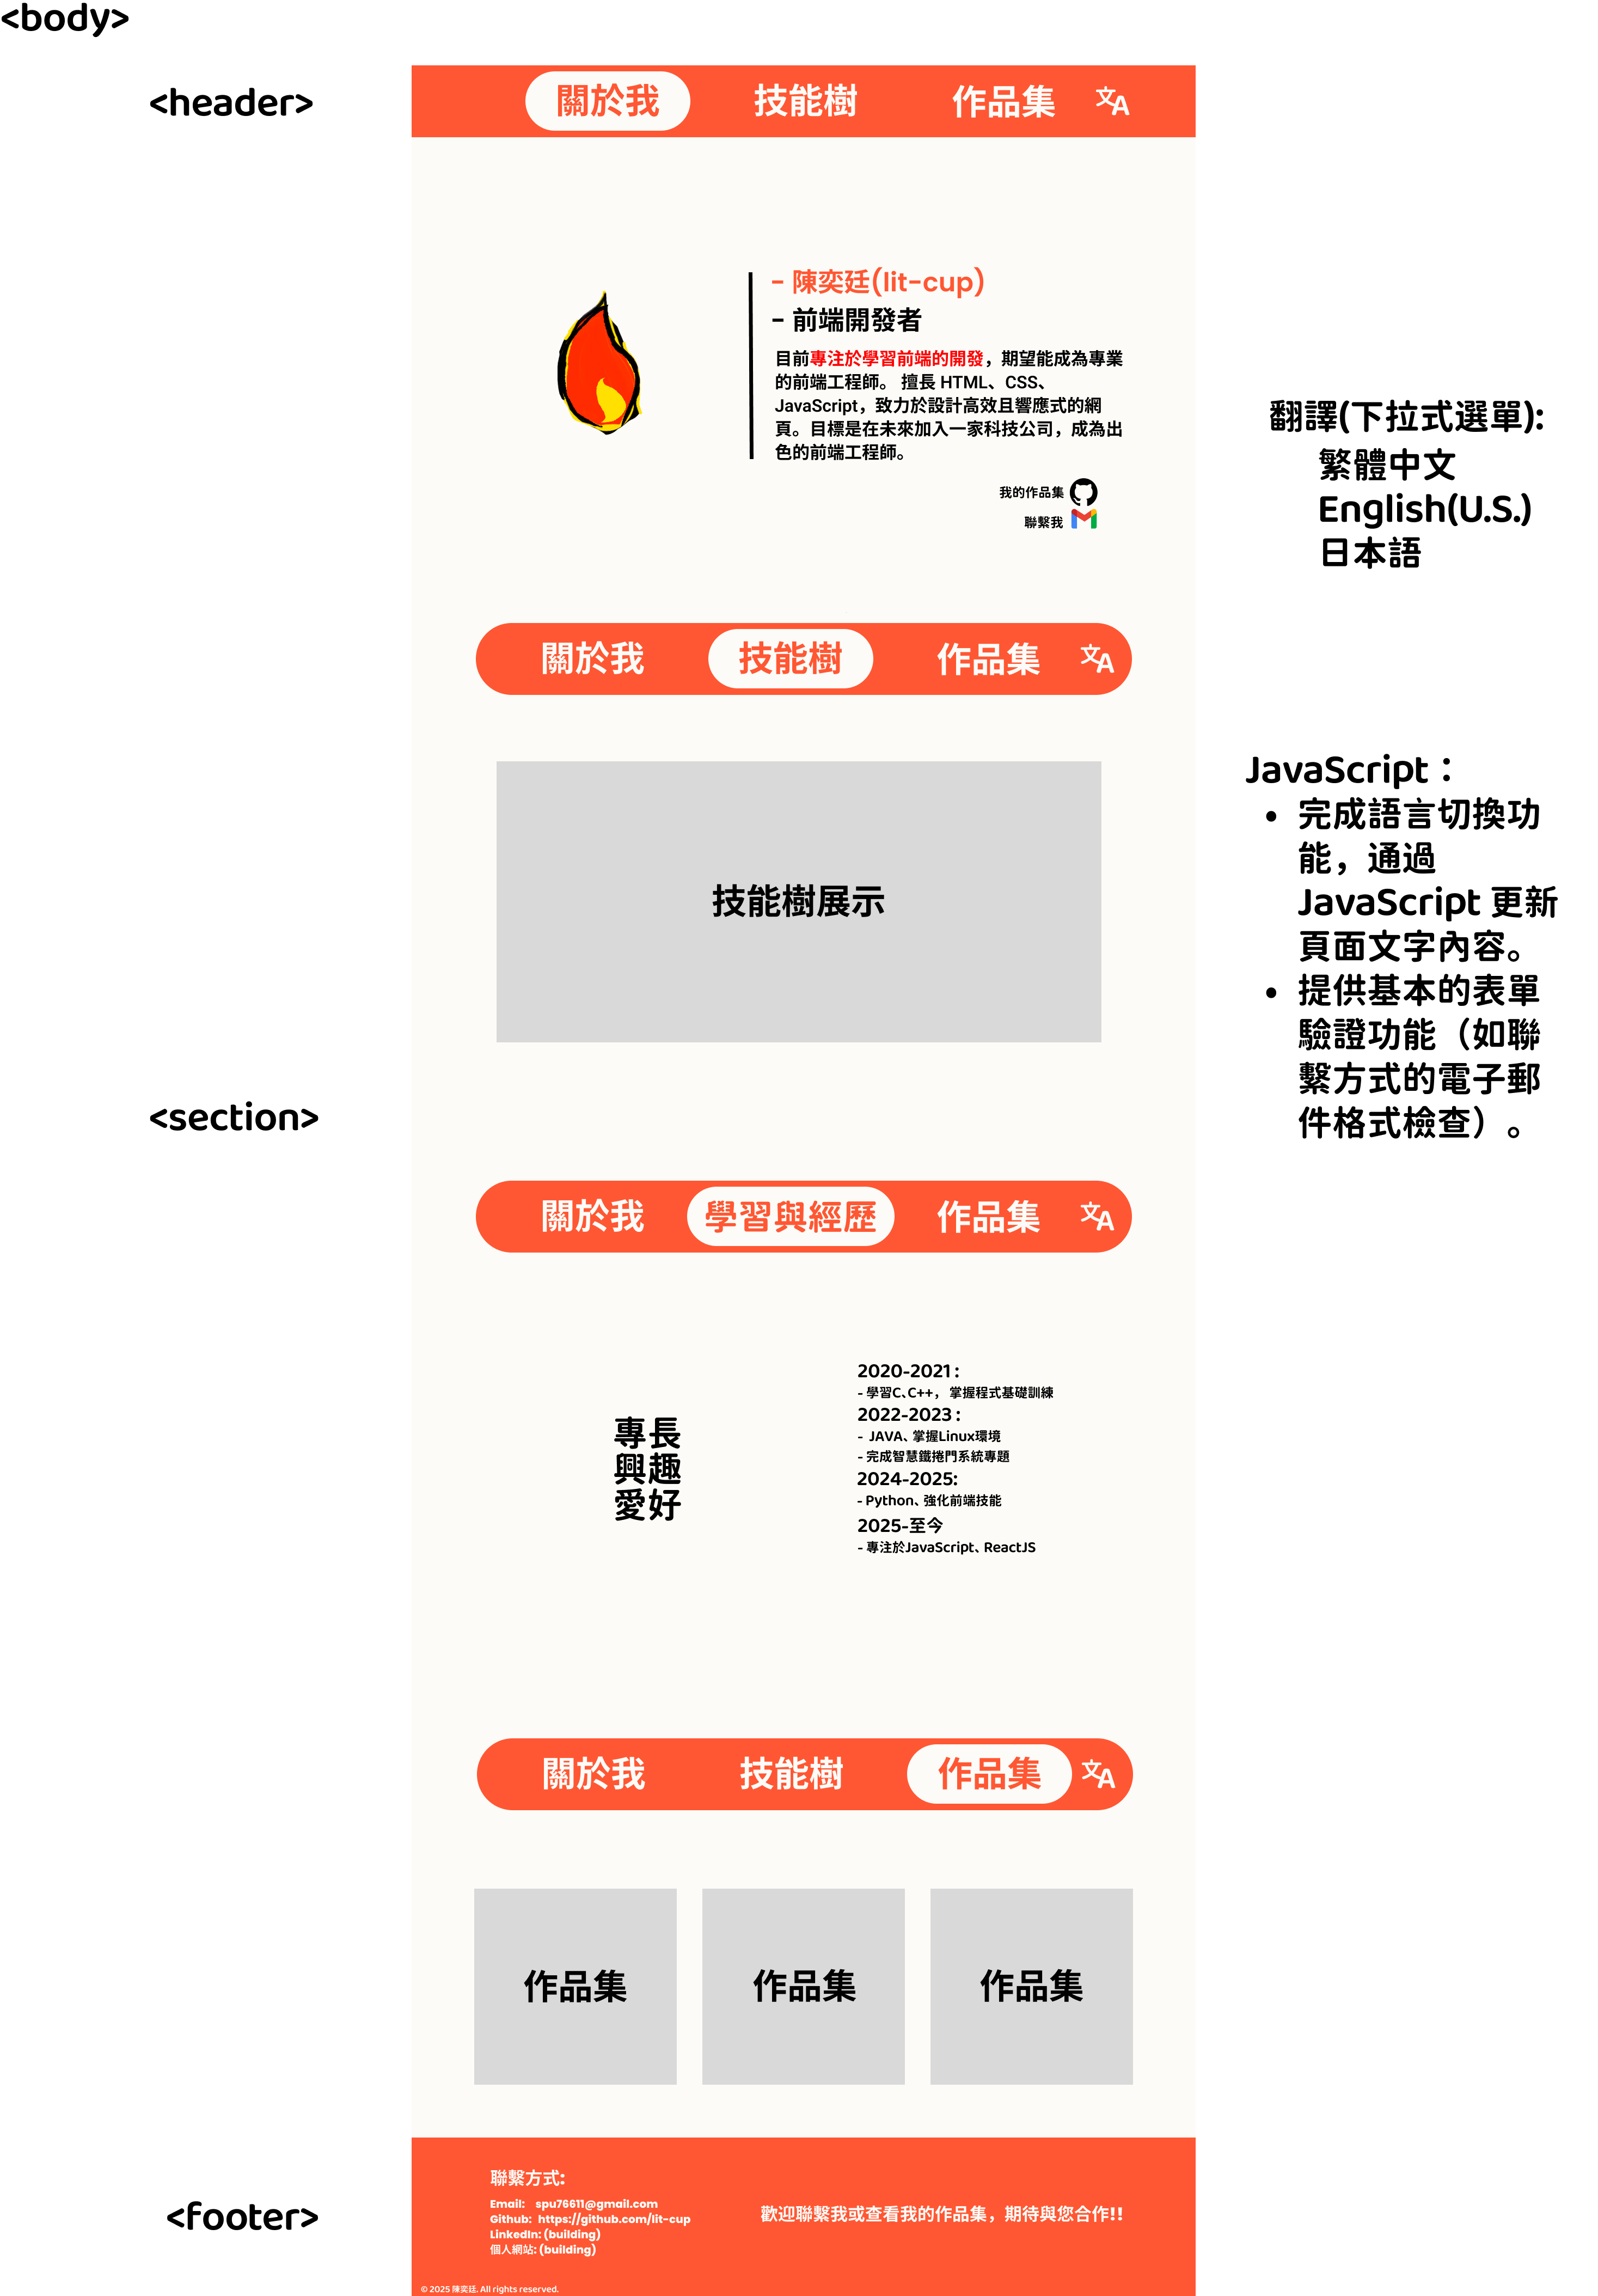 <body>
<header>
關於我 技能樹 作品集 文A
- 陳奕廷(lit-cup)
- 前端開發者
目前專注於學習前端的開發，期望能成為專業
的前端工程師。 擅長 HTML、CSS、
JavaScript，致力於設計高效且響應式的網
頁。目標是在未來加入一家科技公司，成為出
色的前端工程師。
我的作品集
聯繫我
翻譯(下拉式選單):
繁體中文
English(U.S.)
日本語
關於我 技能樹 作品集 文A
技能樹展示
JavaScript：
• 完成語言切換功
能，通過
JavaScript 更新
頁面文字內容。
• 提供基本的表單
驗證功能（如聯
繫方式的電子郵
件格式檢查）。
<section>
關於我 學習與經歷 作品集 文A
專長
興趣
愛好
2020-2021 :
- 學習C、C++， 掌握程式基礎訓練
2022-2023 :
- JAVA、掌握Linux環境
- 完成智慧鐵捲門系統專題
2024-2025:
- Python、強化前端技能
2025-至今
- 專注於JavaScript、ReactJS
關於我 技能樹 作品集 文A
作品集 作品集 作品集
<footer>
聯繫方式:
Email: spu76611@gmail.com
Github: https://github.com/lit-cup
LinkedIn: (building)
個人網站: (building)
歡迎聯繫我或查看我的作品集，期待與您合作!!
© 2025 陳奕廷. All rights reserved.